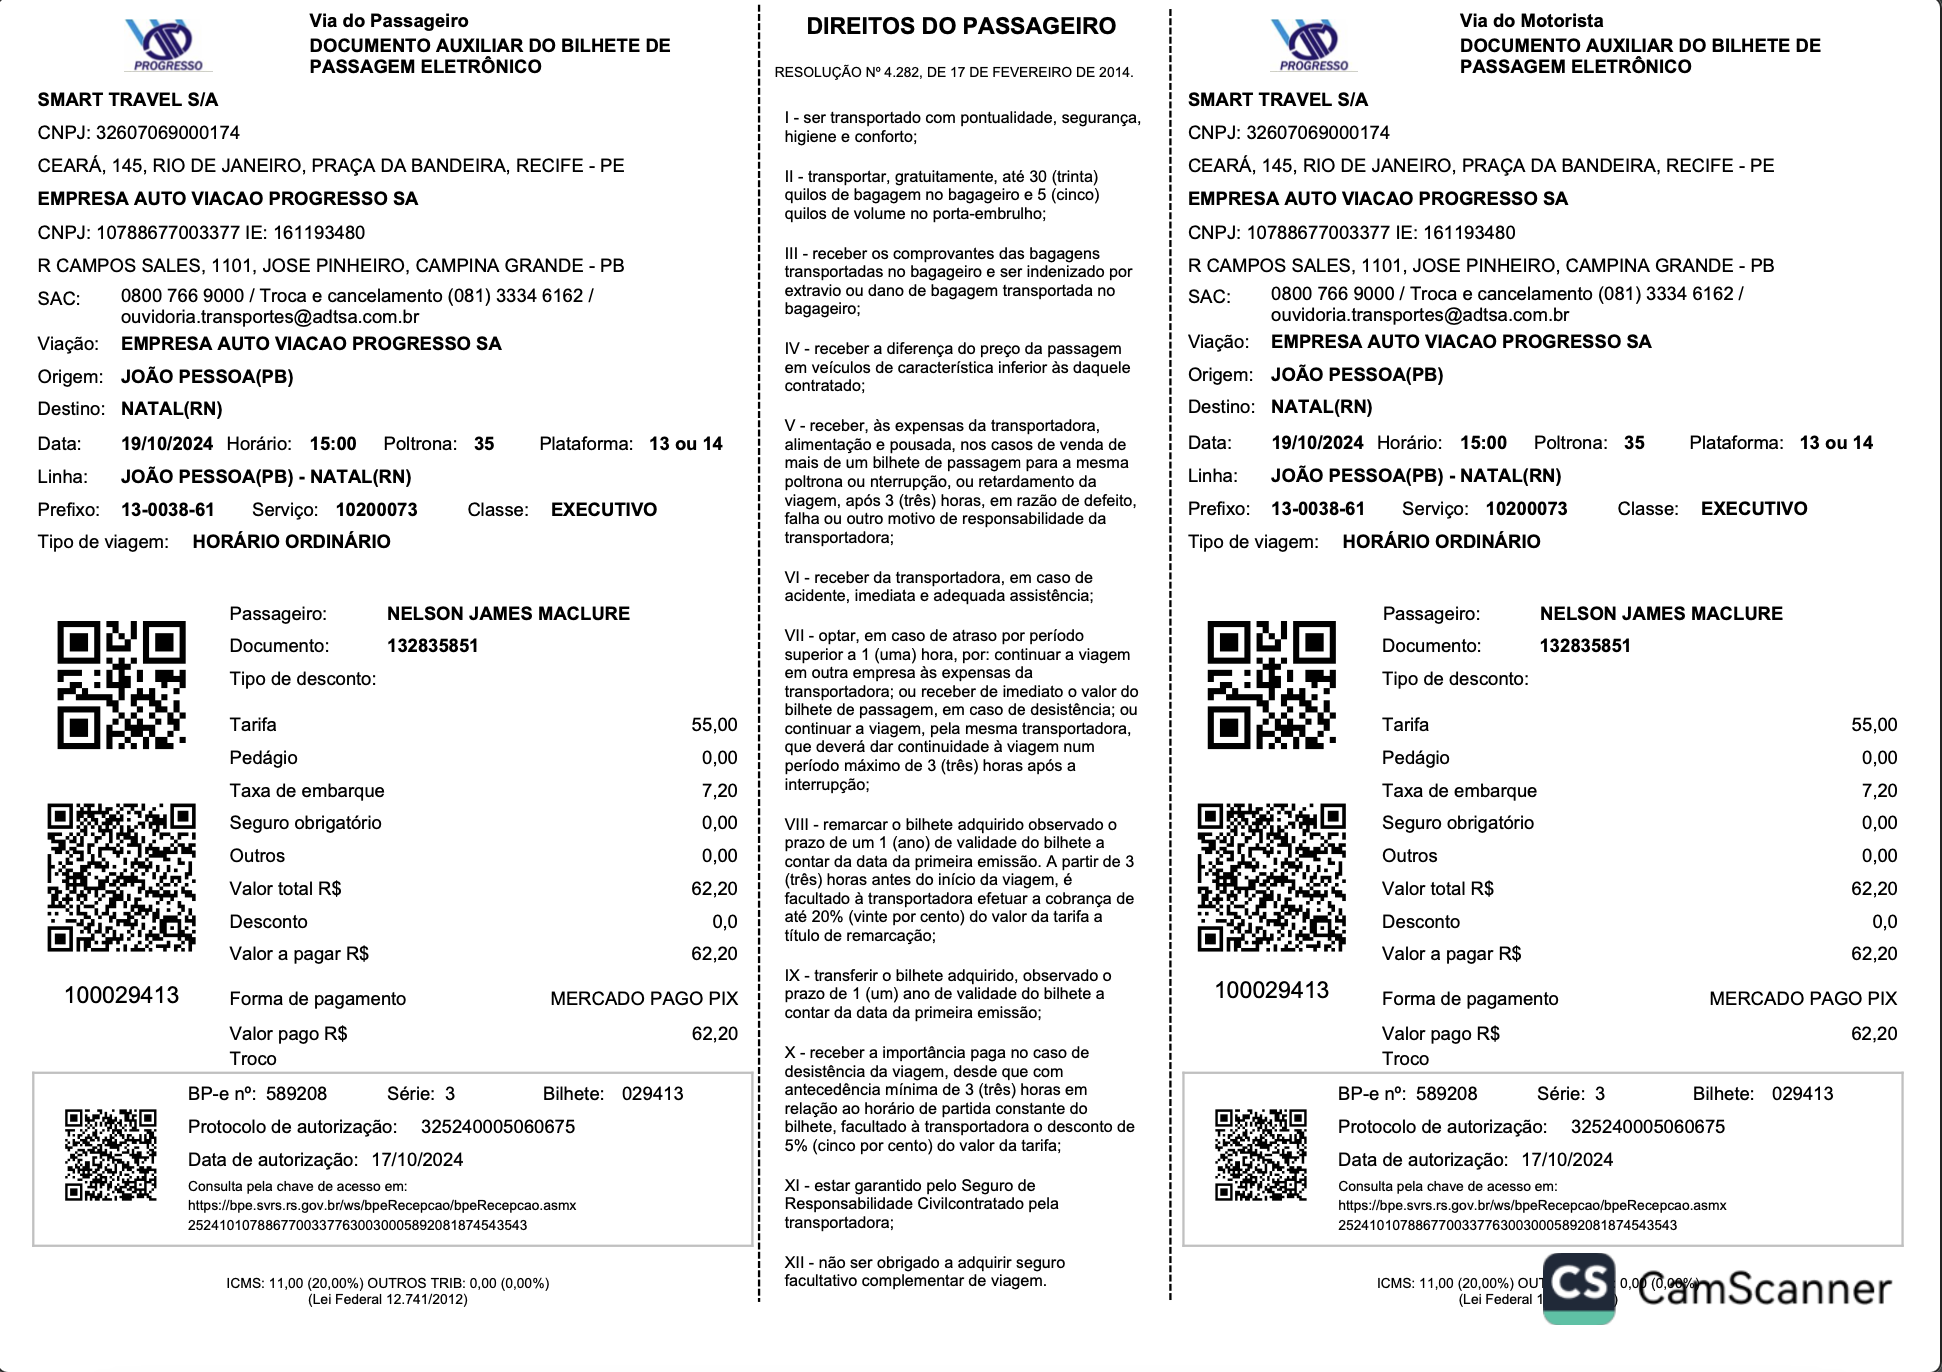 PROGRESSO
Via do Passageiro
DOCUMENTO AUXILIAR DO BILHETE DE
PASSAGEM ELETRÔNICO
SMART TRAVEL S/A
CNPJ: 32607069000174
CEARÁ, 145, RIO DE JANEIRO, PRAÇA DA BANDEIRA, RECIFE - PE
EMPRESA AUTO VIACAO PROGRESSO SA
CNPJ: 10788677003377 IE: 161193480
R CAMPOS SALES, 1101, JOSE PINHEIRO, CAMPINA GRANDE - PB
SAC: 0800 766 9000 / Troca e cancelamento (081) 3334 6162 /
ouvidoria.transportes@adtsa.com.br
Viação: EMPRESA AUTO VIACAO PROGRESSO SA
Origem: JOÃO PESSOA(PB)
Destino: NATAL(RN)
Data: 19/10/2024 Horário: 15:00 Poltrona: 35 Plataforma: 13 ou 14
Linha: JOÃO PESSOA(PB) - NATAL(RN)
Prefixo: 13-0038-61 Serviço: 10200073 Classe: EXECUTIVO
Tipo de viagem: HORÁRIO ORDINÁRIO
Passageiro: NELSON JAMES MACLURE
Documento: 132835851
Tipo de desconto:
Tarifa 55,00
Pedágio 0,00
Taxa de embarque 7,20
Seguro obrigatório 0,00
Outros 0,00
Valor total R$ 62,20
Desconto 0,0
Valor a pagar R$ 62,20
100029413
Forma de pagamento MERCADO PAGO PIX
Valor pago R$ 62,20
Troco
BP-e nº: 589208 Série: 3 Bilhete: 029413
Protocolo de autorização: 325240005060675
Data de autorização: 17/10/2024
Consulta pela chave de acesso em:
https://bpe.svrs.rs.gov.br/ws/bpeRecepcao/bpeRecepcao.asmx
25241010788677003377630030005892081874543543
ICMS: 11,00 (20,00%) OUTROS TRIB: 0,00 (0,00%)
(Lei Federal 12.741/2012)
DIREITOS DO PASSAGEIRO
RESOLUÇÃO Nº 4.282, DE 17 DE FEVEREIRO DE 2014.
I - ser transportado com pontualidade, segurança,
higiene e conforto;
II - transportar, gratuitamente, até 30 (trinta)
quilos de bagagem no bagageiro e 5 (cinco)
quilos de volume no porta-embrulho;
III - receber os comprovantes das bagagens
transportadas no bagageiro e ser indenizado por
extravio ou dano de bagagem transportada no
bagageiro;
IV - receber a diferença do preço da passagem
em veículos de característica inferior às daquele
contratado;
V - receber, às expensas da transportadora,
alimentação e pousada, nos casos de venda de
mais de um bilhete de passagem para a mesma
poltrona ou nterrupção, ou retardamento da
viagem, após 3 (três) horas, em razão de defeito,
falha ou outro motivo de responsabilidade da
transportadora;
VI - receber da transportadora, em caso de
acidente, imediata e adequada assistência;
VII - optar, em caso de atraso por período
superior a 1 (uma) hora, por: continuar a viagem
em outra empresa às expensas da
transportadora; ou receber de imediato o valor do
bilhete de passagem, em caso de desistência; ou
continuar a viagem, pela mesma transportadora,
que deverá dar continuidade à viagem num
período máximo de 3 (três) horas após a
interrupção;
VIII - remarcar o bilhete adquirido observado o
prazo de um 1 (ano) de validade do bilhete a
contar da data da primeira emissão. A partir de 3
(três) horas antes do início da viagem, é
facultado à transportadora efetuar a cobrança de
até 20% (vinte por cento) do valor da tarifa a
título de remarcação;
IX - transferir o bilhete adquirido, observado o
prazo de 1 (um) ano de validade do bilhete a
contar da data da primeira emissão;
X - receber a importância paga no caso de
desistência da viagem, desde que com
antecedência mínima de 3 (três) horas em
relação ao horário de partida constante do
bilhete, facultado à transportadora o desconto de
5% (cinco por cento) do valor da tarifa;
XI - estar garantido pelo Seguro de
Responsabilidade Civilcontratado pela
transportadora;
XII - não ser obrigado a adquirir seguro
facultativo complementar de viagem.
PROGRESSO
Via do Motorista
DOCUMENTO AUXILIAR DO BILHETE DE
PASSAGEM ELETRÔNICO
SMART TRAVEL S/A
CNPJ: 32607069000174
CEARÁ, 145, RIO DE JANEIRO, PRAÇA DA BANDEIRA, RECIFE - PE
EMPRESA AUTO VIACAO PROGRESSO SA
CNPJ: 10788677003377 IE: 161193480
R CAMPOS SALES, 1101, JOSE PINHEIRO, CAMPINA GRANDE - PB
SAC: 0800 766 9000 / Troca e cancelamento (081) 3334 6162 /
ouvidoria.transportes@adtsa.com.br
Viação: EMPRESA AUTO VIACAO PROGRESSO SA
Origem: JOÃO PESSOA(PB)
Destino: NATAL(RN)
Data: 19/10/2024 Horário: 15:00 Poltrona: 35 Plataforma: 13 ou 14
Linha: JOÃO PESSOA(PB) - NATAL(RN)
Prefixo: 13-0038-61 Serviço: 10200073 Classe: EXECUTIVO
Tipo de viagem: HORÁRIO ORDINÁRIO
Passageiro: NELSON JAMES MACLURE
Documento: 132835851
Tipo de desconto:
Tarifa 55,00
Pedágio 0,00
Taxa de embarque 7,20
Seguro obrigatório 0,00
Outros 0,00
Valor total R$ 62,20
Desconto 0,0
Valor a pagar R$ 62,20
100029413
Forma de pagamento MERCADO PAGO PIX
Valor pago R$ 62,20
Troco
BP-e nº: 589208 Série: 3 Bilhete: 029413
Protocolo de autorização: 325240005060675
Data de autorização: 17/10/2024
Consulta pela chave de acesso em:
https://bpe.svrs.rs.gov.br/ws/bpeRecepcao/bpeRecepcao.asmx
25241010788677003377630030005892081874543543
ICMS: 11,00 (20,00%) 0,00 (0,00%)
(Lei Federal
CS CamScanner